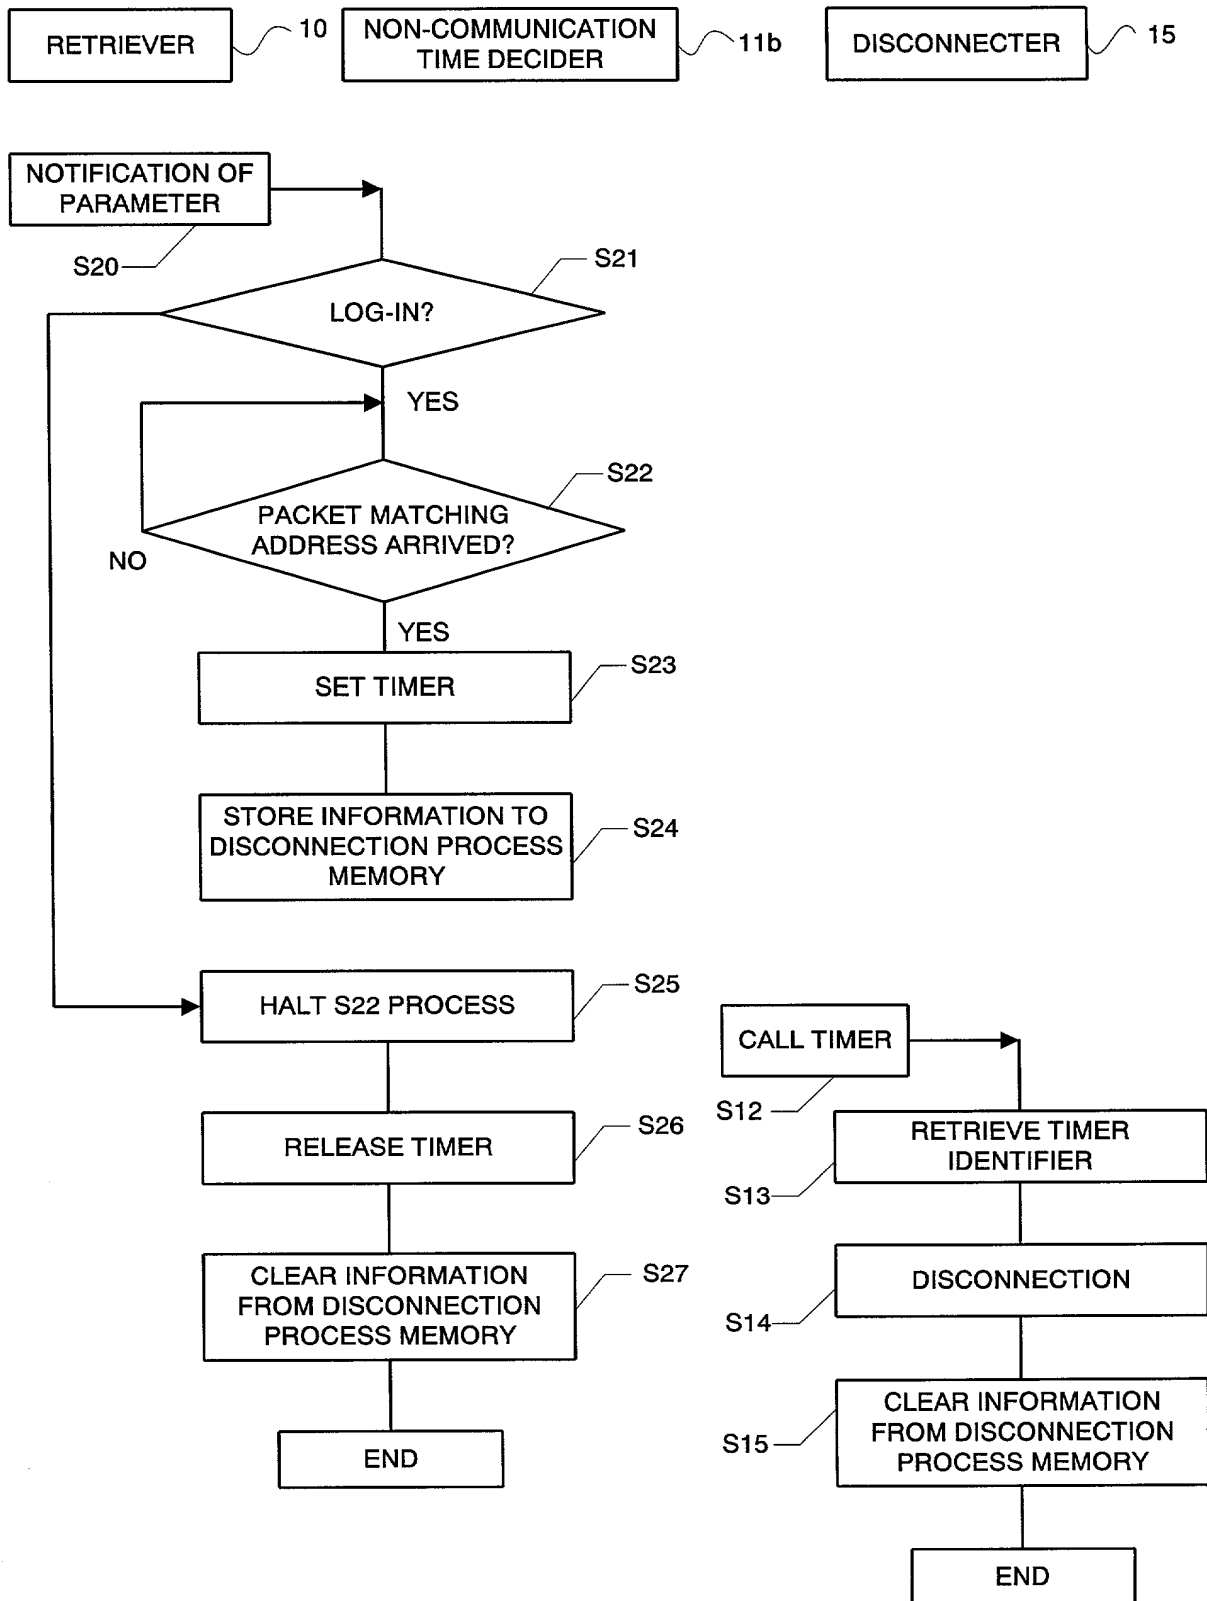 RETRIEVER
10
NON-COMMUNICATION
TIME DECIDER
11b
DISCONNECTER
15
NOTIFICATION OF
PARAMETER
S20
S21
LOG-IN?
YES
S22
PACKET MATCHING
ADDRESS ARRIVED?
NO
YES
S23
SET TIMER
STORE INFORMATION TO
DISCONNECTION PROCESS
MEMORY
S24
HALT S22 PROCESS
S25
RELEASE TIMER
S26
CLEAR INFORMATION
FROM DISCONNECTION
PROCESS MEMORY
S27
END
CALL TIMER
S12
RETRIEVE TIMER
IDENTIFIER
S13
DISCONNECTION
S14
CLEAR INFORMATION
FROM DISCONNECTION
PROCESS MEMORY
S15
END